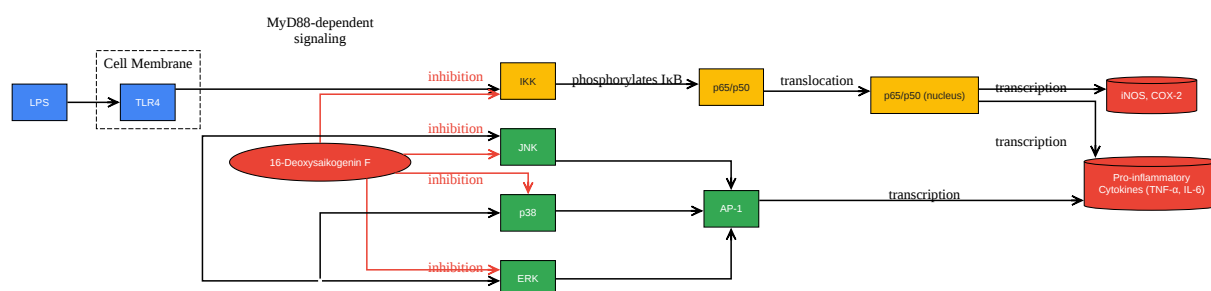 MyD88-dependent
signaling
Cell Membrane
LPS
TLR4
inhibition
IKK
phosphorylates IκB
p65/p50
translocation
p65/p50 (nucleus)
transcription
iNOS, COX-2
inhibition
JNK
transcription
16-Deoxysaikogenin F
inhibition
Pro-inflammatory
Cytokines (TNF-α, IL-6)
p38
AP-1
transcription
inhibition
ERK